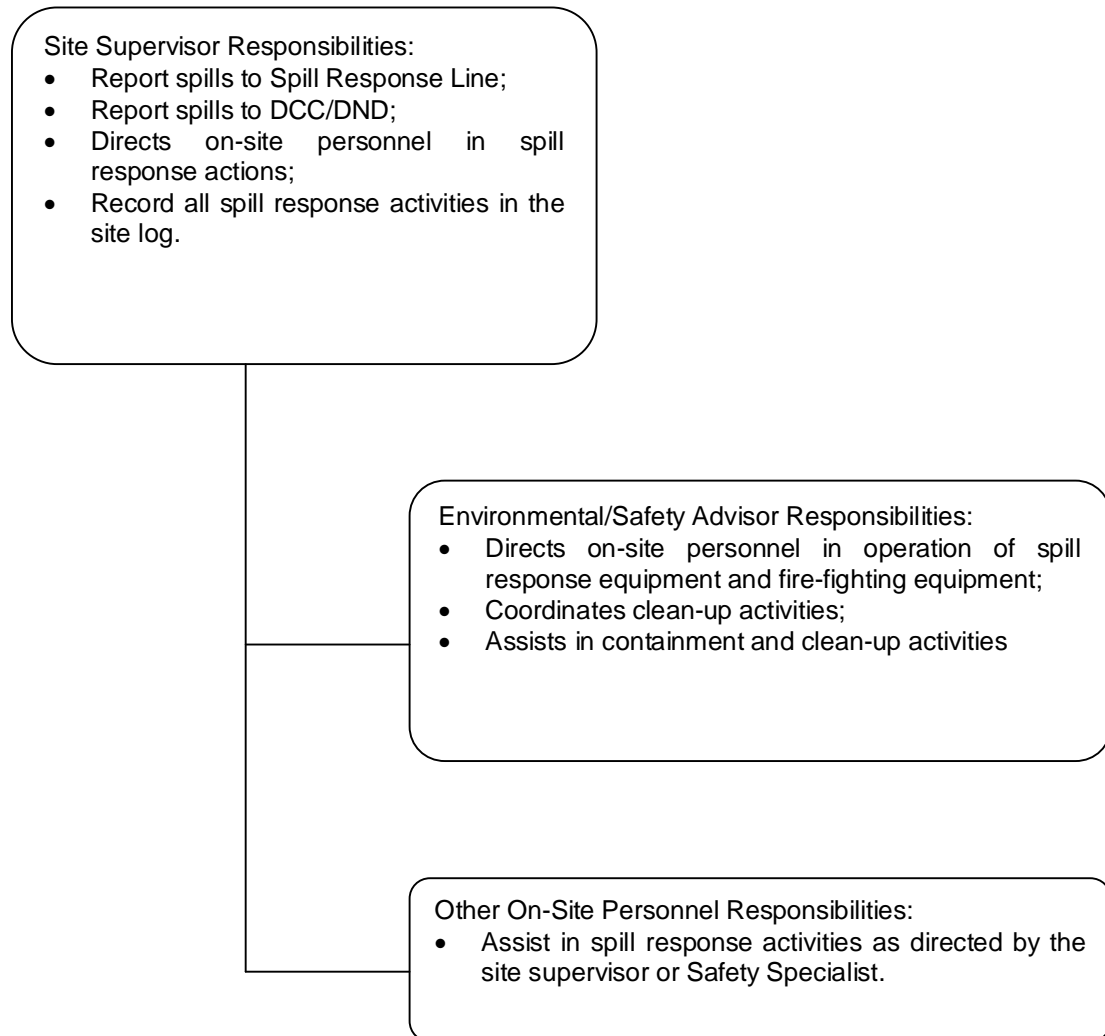 Site Supervisor Responsibilities:
• Report spills to Spill Response Line;
• Report spills to DCC/DND;
• Directs on-site personnel in spill
response actions;
• Record all spill response activities in the
site log.
Environmental/Safety Advisor Responsibilities:
• Directs on-site personnel in operation of spill
response equipment and fire-fighting equipment;
• Coordinates clean-up activities;
• Assists in containment and clean-up activities
Other On-Site Personnel Responsibilities:
• Assist in spill response activities as directed by the
site supervisor or Safety Specialist.